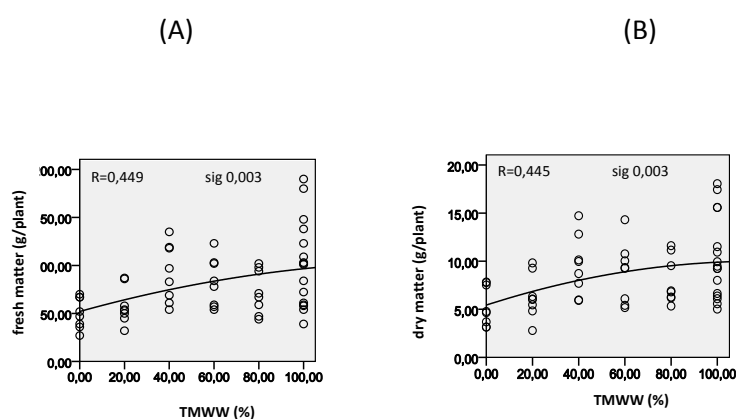 (A)
(B)
R=0,449 sig 0,003
fresh matter (g/plant)
00,00
50,00
00,00
50,00
,00
0,00 20,00 40,00 60,00 80,00 100,00
TMWW (%)
R=0,445 sig 0,003
dry matter (g/plant)
20,00
15,00
10,00
5,00
0,00
0,00 20,00 40,00 60,00 80,00 100,00
TMWW (%)